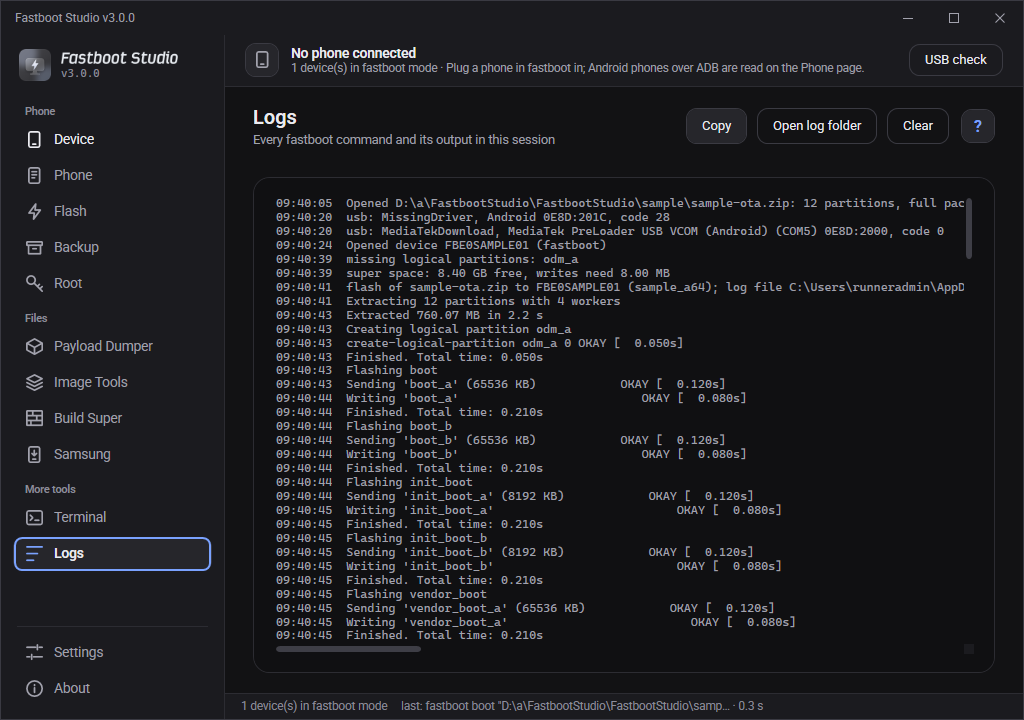 Fastboot Studio v3.0.0
Fastboot Studio
v3.0.0
Phone
Device
Phone
Flash
Backup
Root
Files
Payload Dumper
Image Tools
Build Super
Samsung
More tools
Terminal
Logs
Settings
About
No phone connected
1 device(s) in fastboot mode · Plug a phone in fastboot in; Android phones over ADB are read on the Phone page.
USB check
Logs
Every fastboot command and its output in this session
Copy
Open log folder
Clear
?
09:40:05 Opened D:\a\FastbootStudio\FastbootStudio\sample\sample-ota.zip: 12 partitions, full pac
09:40:20 usb: MissingDriver, Android 0E8D:201C, code 28
09:40:20 usb: MediaTekDownload, MediaTek PreLoader USB VCOM (Android) (COM5) 0E8D:2000, code 0
09:40:24 Opened device FBE0SAMPLE01 (fastboot)
09:40:39 missing logical partitions: odm_a
09:40:39 super space: 8.40 GB free, writes need 8.00 MB
09:40:41 flash of sample-ota.zip to FBE0SAMPLE01 (sample_a64); log file C:\Users\runneradmin\AppD
09:40:41 Extracting 12 partitions with 4 workers
09:40:43 Extracted 760.07 MB in 2.2 s
09:40:43 Creating logical partition odm_a
09:40:43 create-logical-partition odm_a 0 OKAY [  0.050s]
09:40:43 Finished. Total time: 0.050s
09:40:43 Flashing boot
09:40:43 Sending 'boot_a' (65536 KB) OKAY [  0.120s]
09:40:44 Writing 'boot_a' OKAY [  0.080s]
09:40:44 Finished. Total time: 0.210s
09:40:44 Flashing boot_b
09:40:44 Sending 'boot_b' (65536 KB) OKAY [  0.120s]
09:40:44 Writing 'boot_b' OKAY [  0.080s]
09:40:44 Finished. Total time: 0.210s
09:40:44 Flashing init_boot
09:40:44 Sending 'init_boot_a' (8192 KB) OKAY [  0.120s]
09:40:45 Writing 'init_boot_a' OKAY [  0.080s]
09:40:45 Finished. Total time: 0.210s
09:40:45 Flashing init_boot_b
09:40:45 Sending 'init_boot_b' (8192 KB) OKAY [  0.120s]
09:40:45 Writing 'init_boot_b' OKAY [  0.080s]
09:40:45 Finished. Total time: 0.210s
09:40:45 Flashing vendor_boot
09:40:45 Sending 'vendor_boot_a' (65536 KB) OKAY [  0.120s]
09:40:45 Writing 'vendor_boot_a' OKAY [  0.080s]
09:40:45 Finished. Total time: 0.210s
1 device(s) in fastboot mode last: fastboot boot "D:\a\FastbootStudio\FastbootStudio\samp... · 0.3 s